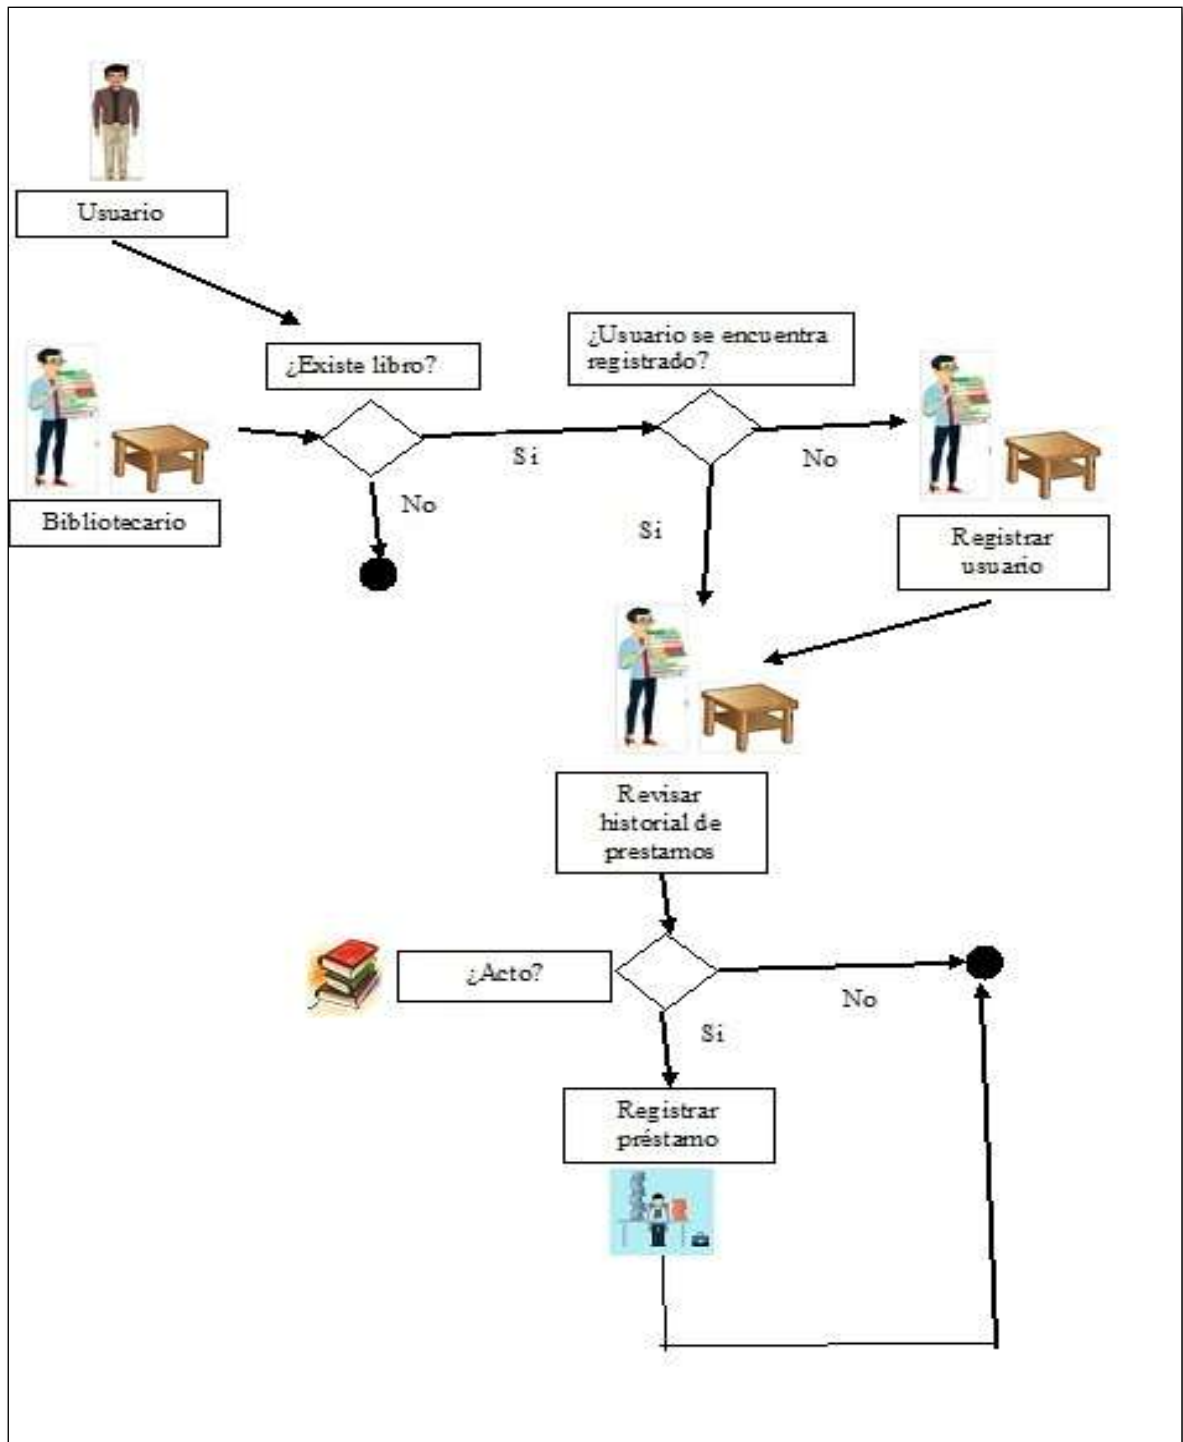 Usuario
¿Existe libro?
¿Usuario se encuentra
registrado?
Si
No
No
Bibliotecario
Si
Registrar
usuario
Revisar
historial de
prestamos
¿Acto?
No
Si
Registrar
préstamo